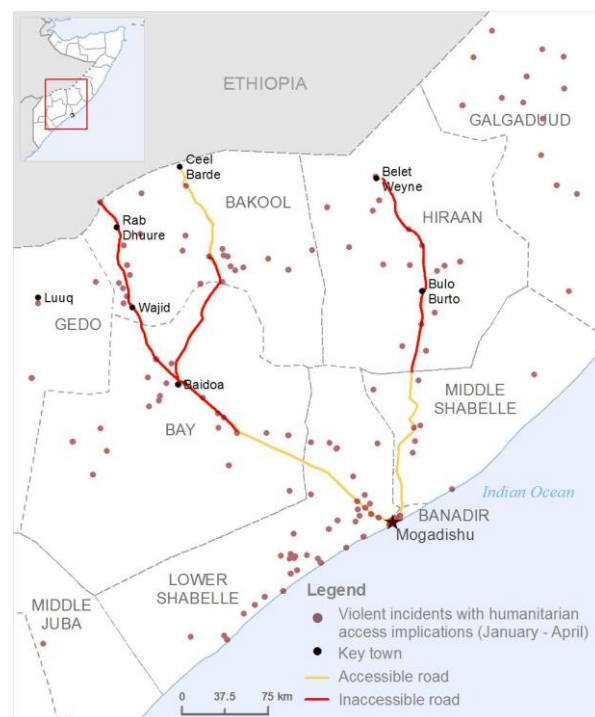 ETHIOPIA
GALGADUUD
Ceel
Barde
Belet
Weyne
BAKOOL
HIRAAN
Rab
Dhuure
Luuq
Wajid
Bulo
Burto
GEDO
Baidoa
MIDDLE
SHABELLE
BAY
Indian Ocean
BANADIR
Mogadishu
LOWER
SHABELLE
MIDDLE
JUBA
Legend
Violent incidents with humanitarian
access implications (January - April)
Key town
Accessible road
Inaccessible road
0 37.5 75 km